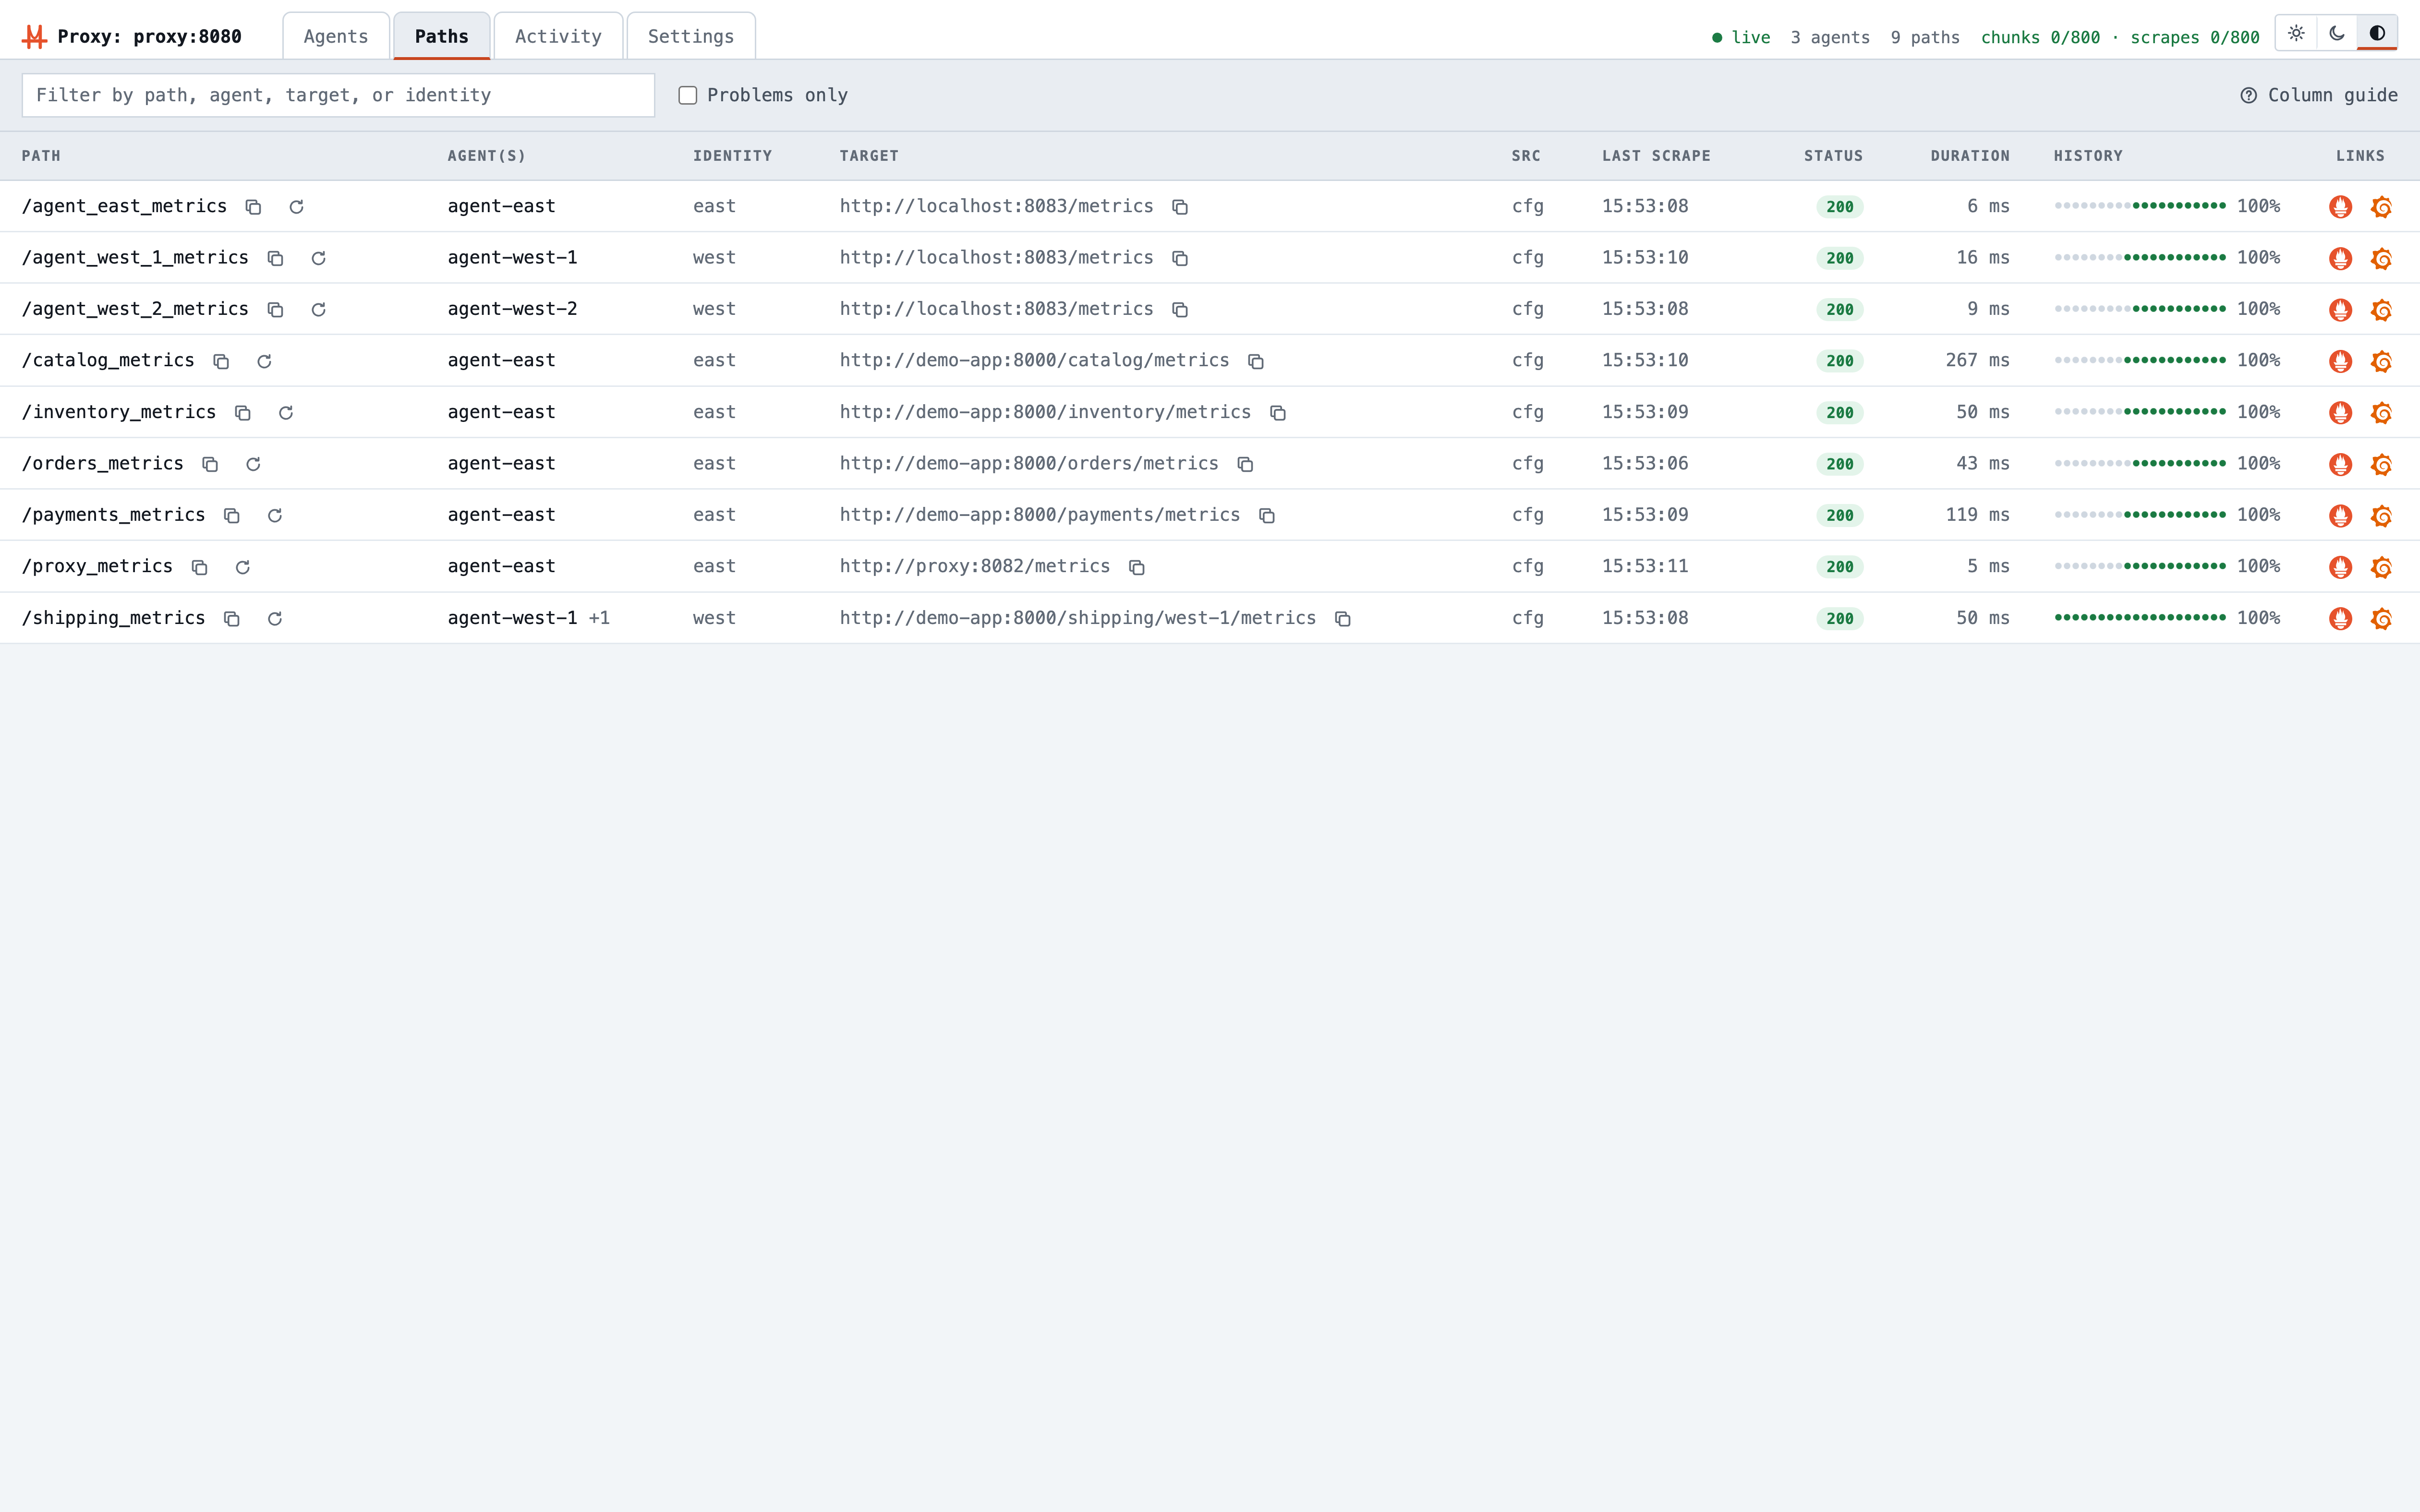 Proxy: proxy:8080 Agents Paths Activity Settings live 3 agents 9 paths chunks 0/800 · scrapes 0/800
Filter by path, agent, target, or identity Problems only Column guide
PATH AGENT(S) IDENTITY TARGET SRC LAST SCRAPE STATUS DURATION HISTORY LINKS
/agent_east_metrics agent-east east http://localhost:8083/metrics cfg 15:53:08 200 6 ms 100%
/agent_west_1_metrics agent-west-1 west http://localhost:8083/metrics cfg 15:53:10 200 16 ms 100%
/agent_west_2_metrics agent-west-2 west http://localhost:8083/metrics cfg 15:53:08 200 9 ms 100%
/catalog_metrics agent-east east http://demo-app:8000/catalog/metrics cfg 15:53:10 200 267 ms 100%
/inventory_metrics agent-east east http://demo-app:8000/inventory/metrics cfg 15:53:09 200 50 ms 100%
/orders_metrics agent-east east http://demo-app:8000/orders/metrics cfg 15:53:06 200 43 ms 100%
/payments_metrics agent-east east http://demo-app:8000/payments/metrics cfg 15:53:09 200 119 ms 100%
/proxy_metrics agent-east east http://proxy:8082/metrics cfg 15:53:11 200 5 ms 100%
/shipping_metrics agent-west-1 +1 west http://demo-app:8000/shipping/west-1/metrics cfg 15:53:08 200 50 ms 100%